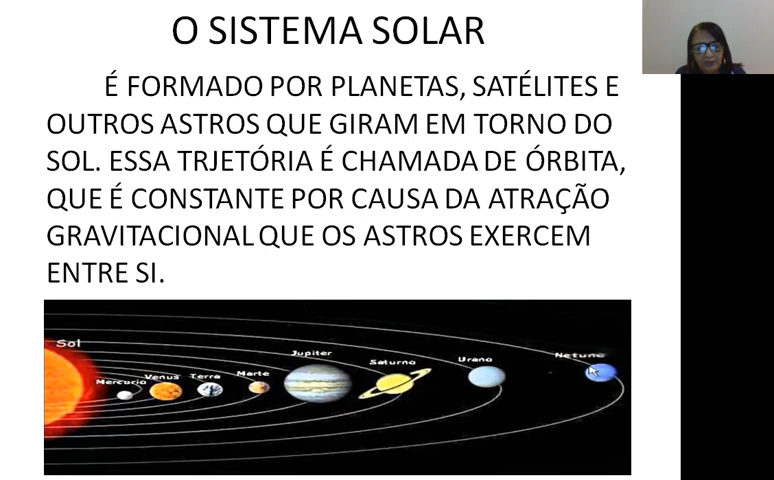 O SISTEMA SOLAR
É FORMADO POR PLANETAS, SATÉLITES E
OUTROS ASTROS QUE GIRAM EM TORNO DO
SOL. ESSA TRJETÓRIA É CHAMADA DE ÓRBITA,
QUE É CONSTANTE POR CAUSA DA ATRAÇÃO
GRAVITACIONAL QUE OS ASTROS EXERCEM
ENTRE SI.
Sol
Mercurio
Venus
Terra
Marte
Jupiter
Saturno
Urano
Netuno